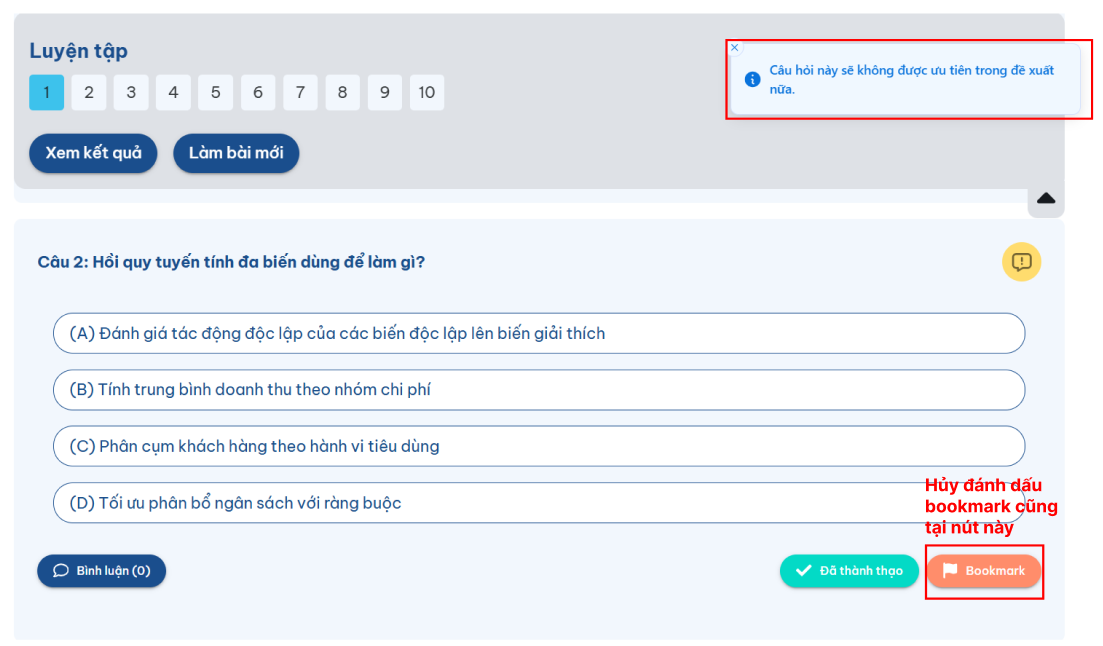 Luyện tập
Câu hỏi này sẽ không được ưu tiên trong đề xuất
nữa.
1 2 3 4 5 6 7 8 9 10
Xem kết quả Làm bài mới
Câu 2: Hồi quy tuyến tính đa biến dùng để làm gì?
(A) Đánh giá tác động độc lập của các biến độc lập lên biến giải thích
(B) Tính trung bình doanh thu theo nhóm chi phí
(C) Phân cụm khách hàng theo hành vi tiêu dùng
(D) Tối ưu phân bổ ngân sách với ràng buộc
Hủy đánh dấu
bookmark cũng
tại nút này
Bình luận (0) Đã thành thạo Bookmark